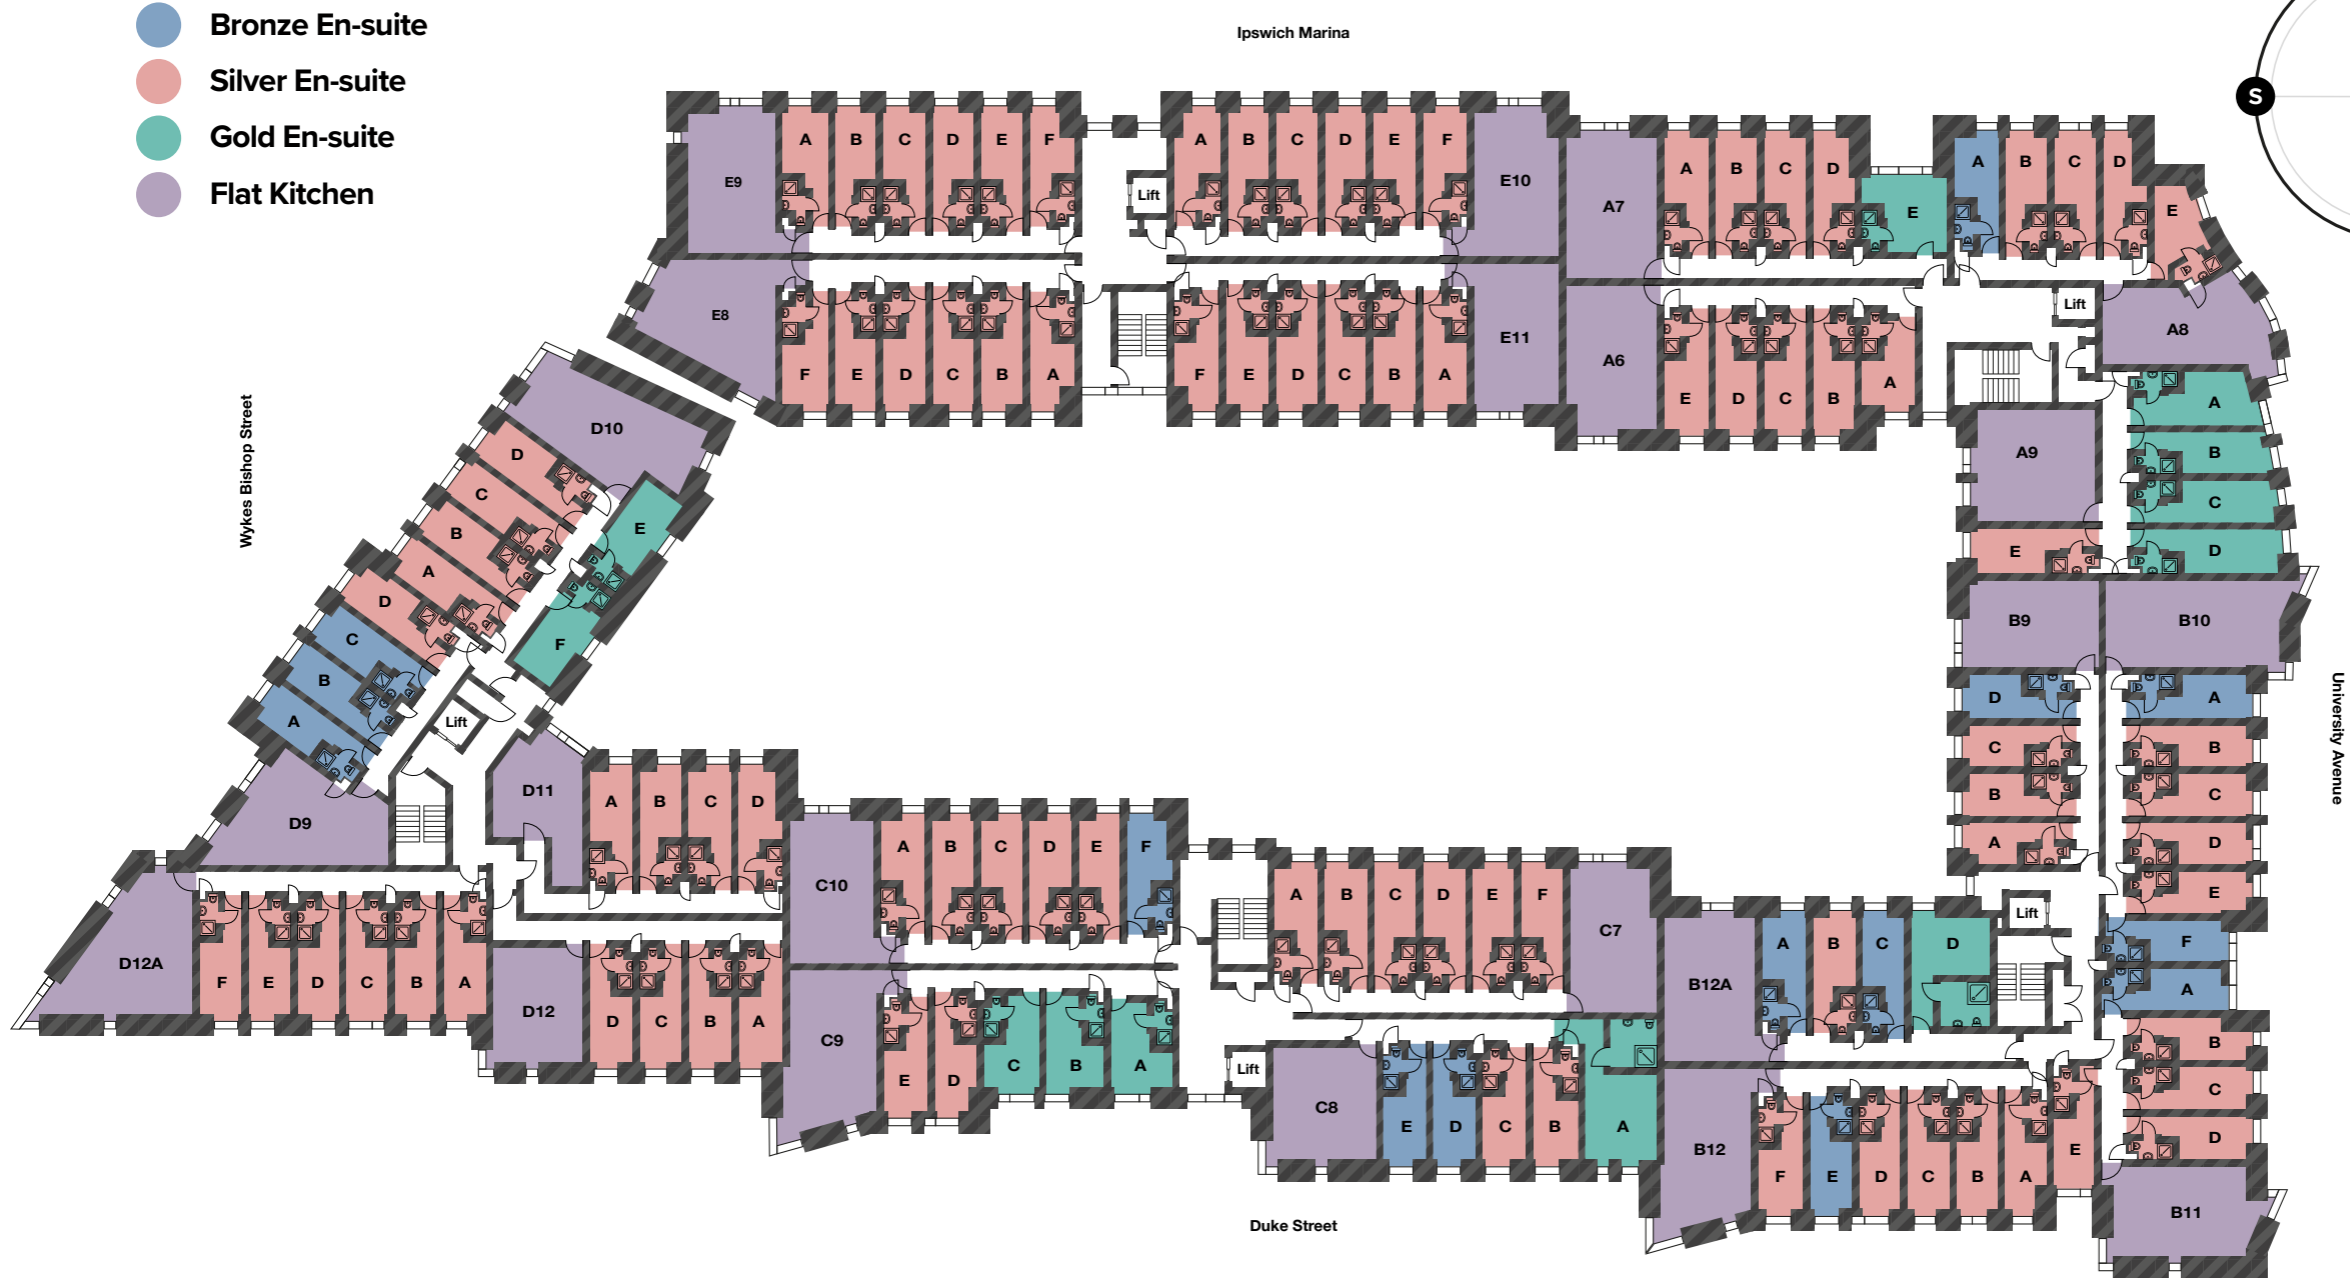 Bronze En-suite
Silver En-suite
Gold En-suite
Flat Kitchen
Ipswich Marina
S
E9 A B C D E F
Lift
A B C D E F E10
A7 A B C D E
A B C D E
E8 F E D C B A
F E D C B A E11
A6 E D C B A
Lift
A8
A
B
C
D
A9
E
Wykes Bishop Street
D10
D
C
B
A
E
F
D
C
B
A
Lift
D9
D11 A B C D
D12A F E D C B A
D12 D C B A
C10 A B C D E F
C9 E D C B A
A B C D E F C7
Lift
C8 E D C B A
B9
D
C
B
A
B10
A
B
C
D
E
University Avenue
B12A A B C D
Lift
F
A
B
C
D
E
B11
B12 F E D C B A
Duke Street